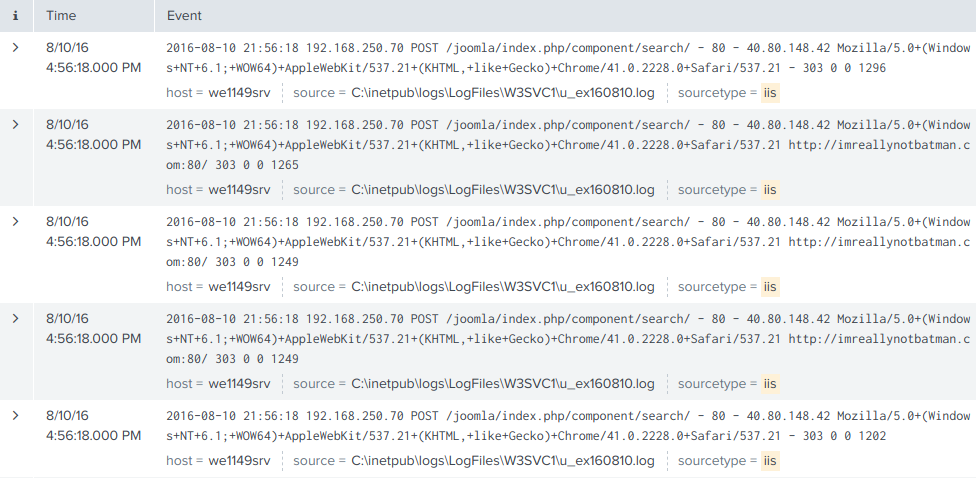 i Time Event
> 8/10/16 2016-08-10 21:56:18 192.168.250.70 POST /joomla/index.php/component/search/ - 80 - 40.80.148.42 Mozilla/5.0+(Window
4:56:18.000 PM s+NT+6.1;+WOW64)+AppleWebKit/537.21+(KHTML,+like+Gecko)+Chrome/41.0.2228.0+Safari/537.21 - 303 0 0 1296
host = we1149srv source = C:\inetpub\logs\LogFiles\W3SVC1\u_ex160810.log sourcetype = iis
> 8/10/16 2016-08-10 21:56:18 192.168.250.70 POST /joomla/index.php/component/search/ - 80 - 40.80.148.42 Mozilla/5.0+(Window
4:56:18.000 PM s+NT+6.1;+WOW64)+AppleWebKit/537.21+(KHTML,+like+Gecko)+Chrome/41.0.2228.0+Safari/537.21 http://imreallynotbatman.c
om:80/ 303 0 0 1265
host = we1149srv source = C:\inetpub\logs\LogFiles\W3SVC1\u_ex160810.log sourcetype = iis
> 8/10/16 2016-08-10 21:56:18 192.168.250.70 POST /joomla/index.php/component/search/ - 80 - 40.80.148.42 Mozilla/5.0+(Window
4:56:18.000 PM s+NT+6.1;+WOW64)+AppleWebKit/537.21+(KHTML,+like+Gecko)+Chrome/41.0.2228.0+Safari/537.21 http://imreallynotbatman.c
om:80/ 303 0 0 1249
host = we1149srv source = C:\inetpub\logs\LogFiles\W3SVC1\u_ex160810.log sourcetype = iis
> 8/10/16 2016-08-10 21:56:18 192.168.250.70 POST /joomla/index.php/component/search/ - 80 - 40.80.148.42 Mozilla/5.0+(Window
4:56:18.000 PM s+NT+6.1;+WOW64)+AppleWebKit/537.21+(KHTML,+like+Gecko)+Chrome/41.0.2228.0+Safari/537.21 http://imreallynotbatman.c
om:80/ 303 0 0 1249
host = we1149srv source = C:\inetpub\logs\LogFiles\W3SVC1\u_ex160810.log sourcetype = iis
> 8/10/16 2016-08-10 21:56:18 192.168.250.70 POST /joomla/index.php/component/search/ - 80 - 40.80.148.42 Mozilla/5.0+(Window
4:56:18.000 PM s+NT+6.1;+WOW64)+AppleWebKit/537.21+(KHTML,+like+Gecko)+Chrome/41.0.2228.0+Safari/537.21 - 303 0 0 1202
host = we1149srv source = C:\inetpub\logs\LogFiles\W3SVC1\u_ex160810.log sourcetype = iis